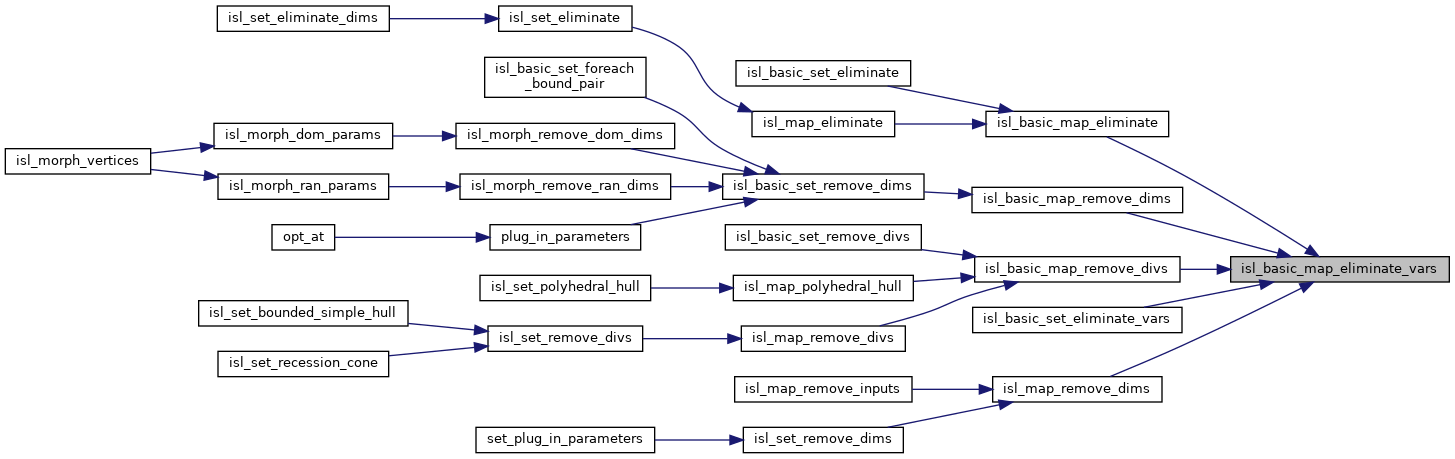 isl_set_eliminate_dims
isl_set_eliminate
isl_basic_set_foreach
_bound_pair
isl_basic_set_eliminate
isl_map_eliminate
isl_basic_map_eliminate
isl_morph_dom_params
isl_morph_remove_dom_dims
isl_morph_vertices
isl_morph_ran_params
isl_morph_remove_ran_dims
isl_basic_set_remove_dims
isl_basic_map_remove_dims
opt_at
plug_in_parameters
isl_basic_set_remove_divs
isl_basic_map_remove_divs
isl_basic_map_eliminate_vars
isl_set_polyhedral_hull
isl_map_polyhedral_hull
isl_set_bounded_simple_hull
isl_basic_set_eliminate_vars
isl_set_remove_divs
isl_map_remove_divs
isl_set_recession_cone
isl_map_remove_inputs
isl_map_remove_dims
set_plug_in_parameters
isl_set_remove_dims